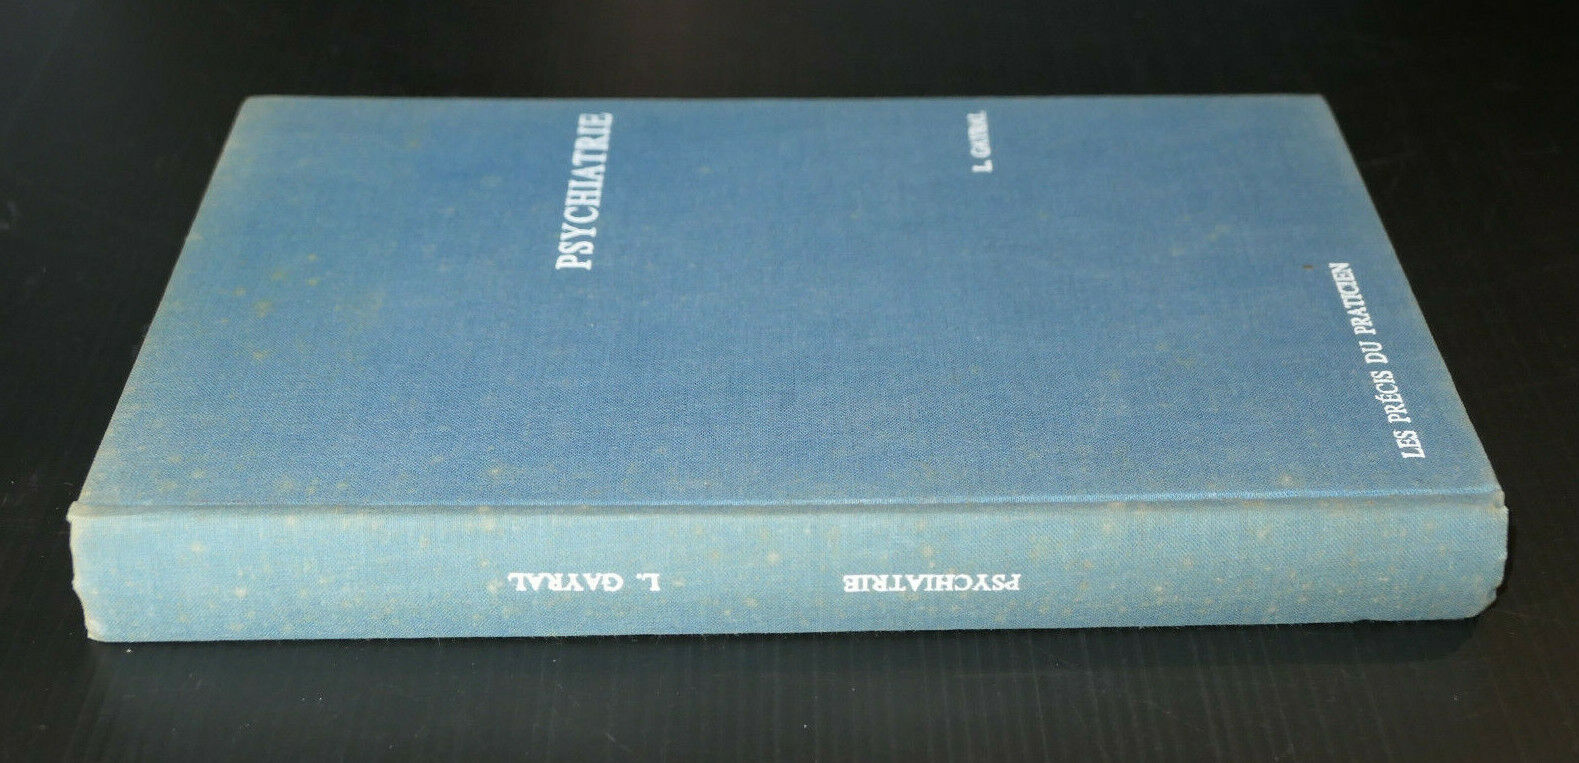 PSYCHIATRIE
L. GAYRAL
LES PRÉCIS DU PRATICIEN
L. GAYRAL
PSYCHIATRIE